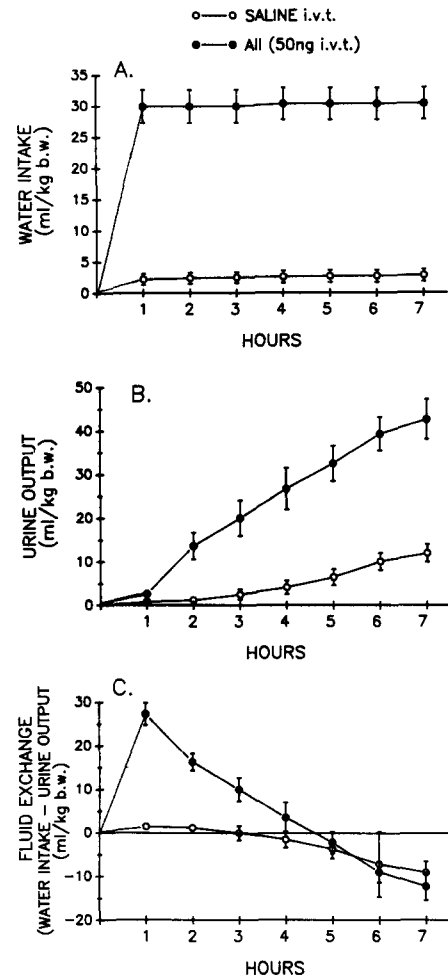 SALINE i.v.t.
AII (50ng i.v.t.)
A.
35
30
25
20
15
10
5
0
WATER INTAKE
(ml/kg b.w.)
1 2 3 4 5 6 7
HOURS
B.
50
40
30
20
10
0
URINE OUTPUT
(ml/kg b.w.)
1 2 3 4 5 6 7
HOURS
C.
30
20
10
0
-10
-20
FLUID EXCHANGE
(WATER INTAKE - URINE OUTPUT
(ml/kg b.w.)
1 2 3 4 5 6 7
HOURS